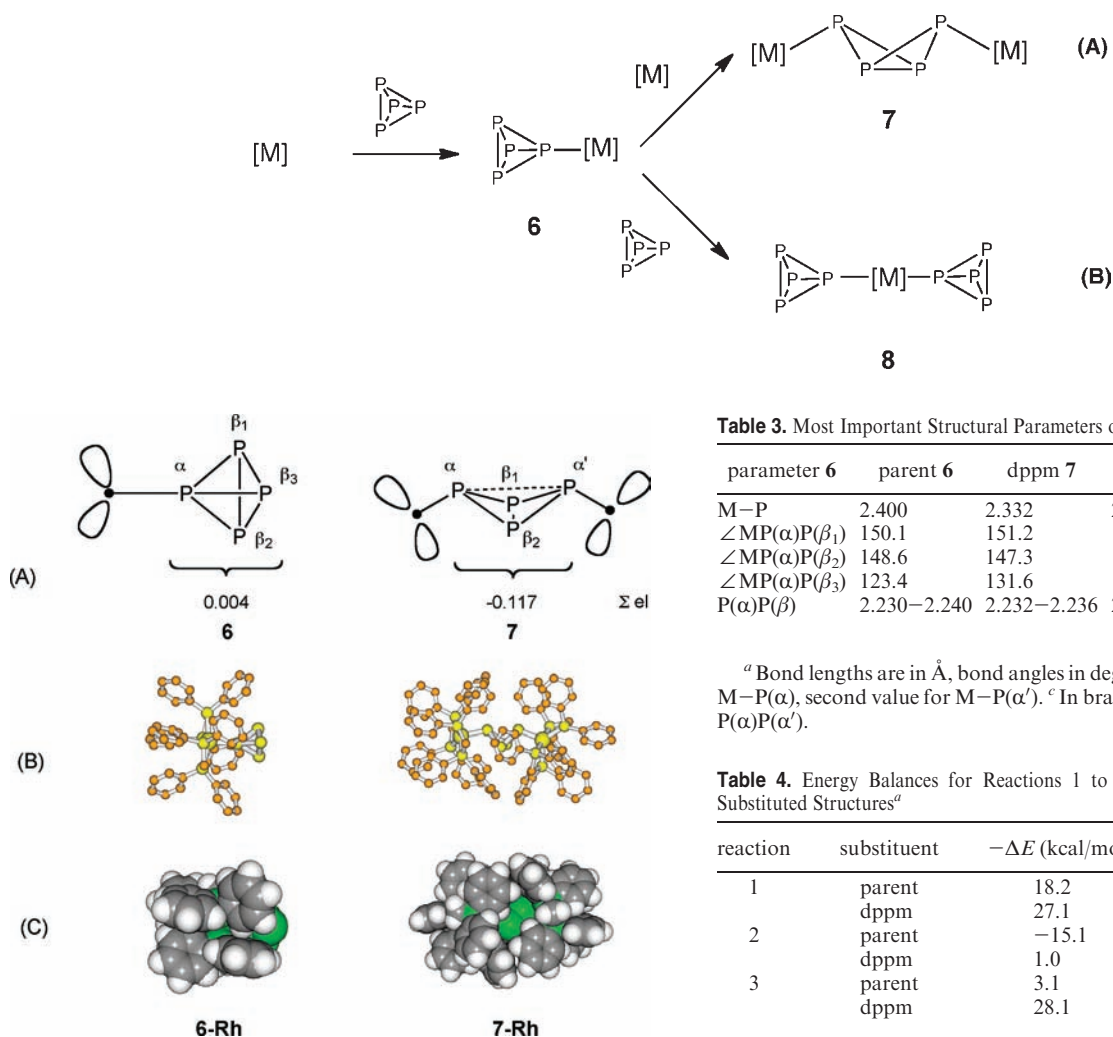 [M]
P
P P
P
[M]
P
P P
P
[M]
6
P P
P P
[M] [M]
7
(A)
P
P P
P
P
P P
P
[M]
P
P P
P
8
(B)
(A)
α
β₁
β₃
β₂
P
P
P
P
0.004
6
α
β₁
α'
β₂
P
P
P
P
-0.117
Σ el
7
(B)
(C)
6-Rh
7-Rh
Table 3. Most Important Structural Parameters o
parameter 6 parent 6 dppm 7
M−P 2.400 2.332
∠MP(α)P(β₁) 150.1 151.2
∠MP(α)P(β₂) 148.6 147.3
∠MP(α)P(β₃) 123.4 131.6
P(α)P(β) 2.230−2.240 2.232−2.236
ᵃ Bond lengths are in Å, bond angles in deg
M−P(α), second value for M−P(α'). ᶜ In bra
P(α)P(α').
Table 4. Energy Balances for Reactions 1 to
Substituted Structuresᵃ
reaction substituent −ΔE (kcal/mo
1 parent 18.2
dppm 27.1
2 parent −15.1
dppm 1.0
3 parent 3.1
dppm 28.1